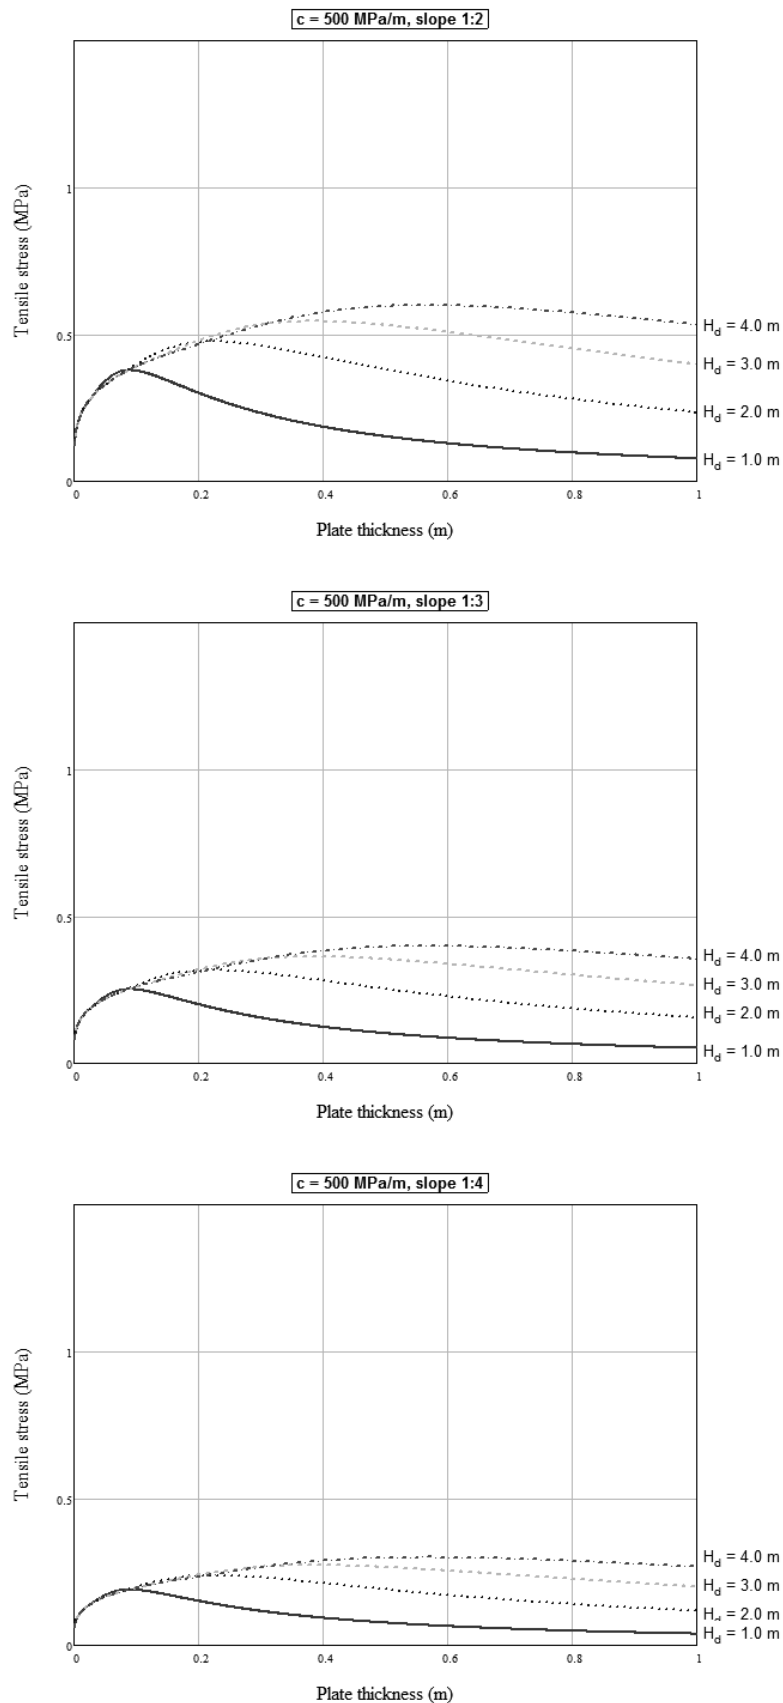 c = 500 MPa/m, slope 1:2
Tensile stress (MPa)
1
0.5
0
H_d = 4.0 m
H_d = 3.0 m
H_d = 2.0 m
H_d = 1.0 m
0 0.2 0.4 0.6 0.8 1
Plate thickness (m)
c = 500 MPa/m, slope 1:3
Tensile stress (MPa)
1
0.5
0
H_d = 4.0 m
H_d = 3.0 m
H_d = 2.0 m
H_d = 1.0 m
0 0.2 0.4 0.6 0.8 1
Plate thickness (m)
c = 500 MPa/m, slope 1:4
Tensile stress (MPa)
1
0.5
0
H_d = 4.0 m
H_d = 3.0 m
H_d = 2.0 m
H_d = 1.0 m
0 0.2 0.4 0.6 0.8 1
Plate thickness (m)